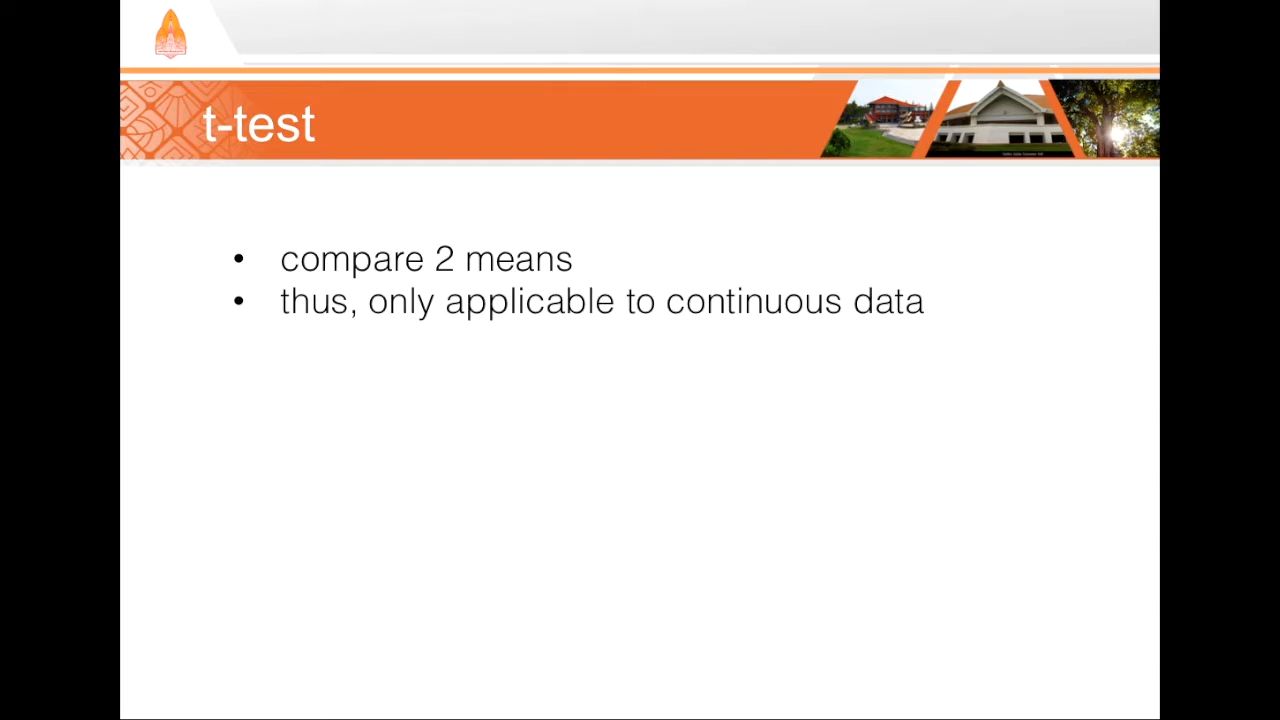 t-test
• compare 2 means
• thus, only applicable to continuous data